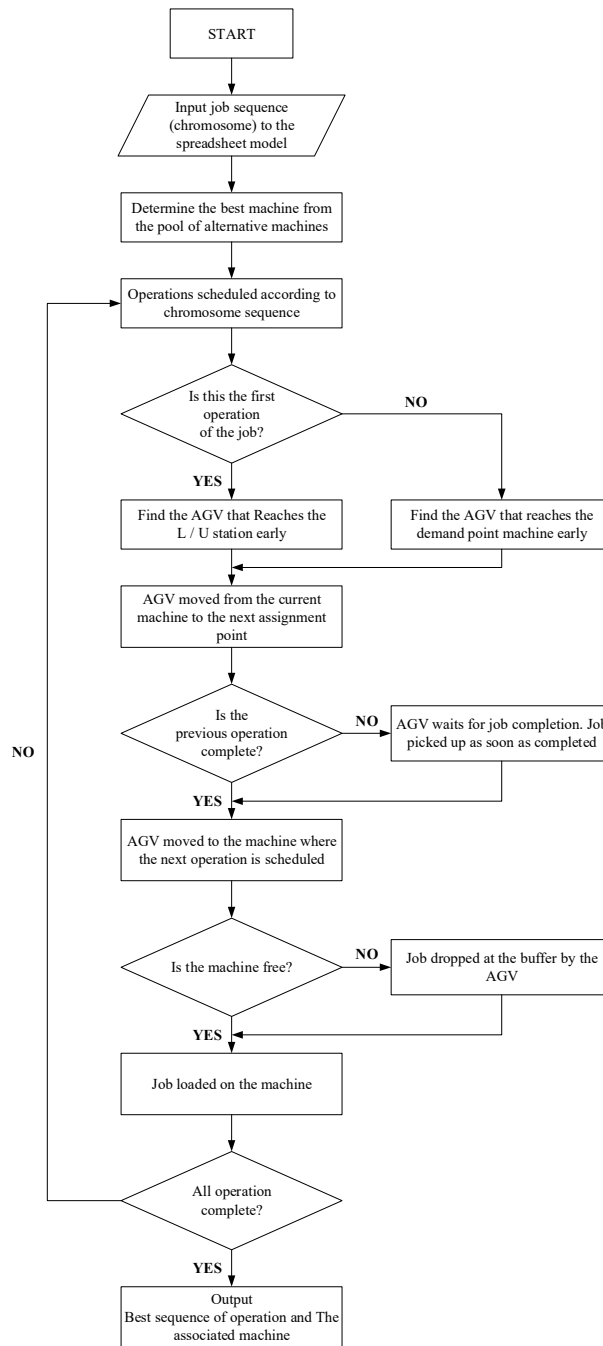 START
Input job sequence
(chromosome) to the
spreadsheet model
Determine the best machine from
the pool of alternative machines
Operations scheduled according to
chromosome sequence
Is this the first
operation
of the job?
NO
YES
Find the AGV that Reaches the
L / U station early
Find the AGV that reaches the
demand point machine early
AGV moved from the current
machine to the next assignment
point
Is the
previous operation
complete?
NO
AGV waits for job completion. Job
picked up as soon as completed
NO
YES
AGV moved to the machine where
the next operation is scheduled
Is the machine free?
NO
Job dropped at the buffer by the
AGV
YES
Job loaded on the machine
All operation
complete?
YES
Output
Best sequence of operation and The
associated machine